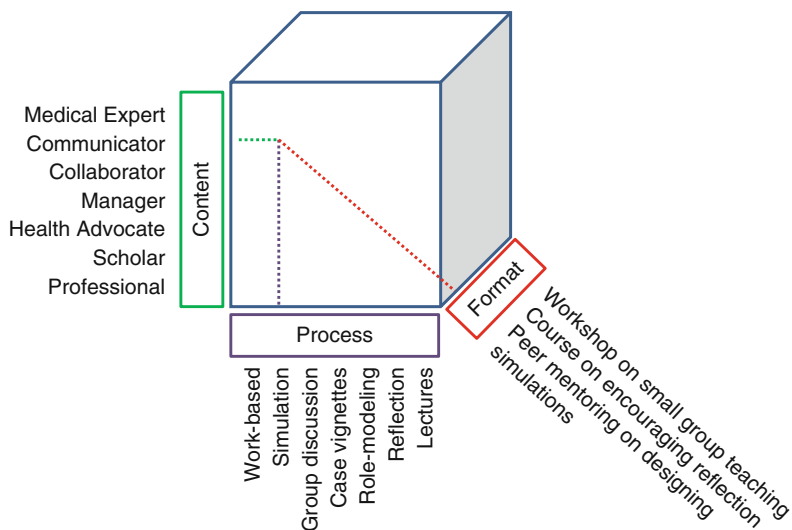 Medical Expert
Communicator
Collaborator
Manager
Health Advocate
Scholar
Professional
Content
Process
Work-based
Simulation
Group discussion
Case vignettes
Role-modeling
Reflection
Lectures
Format
Workshop on small group teaching
Course on encouraging reflection
Peer mentoring on designing
simulations